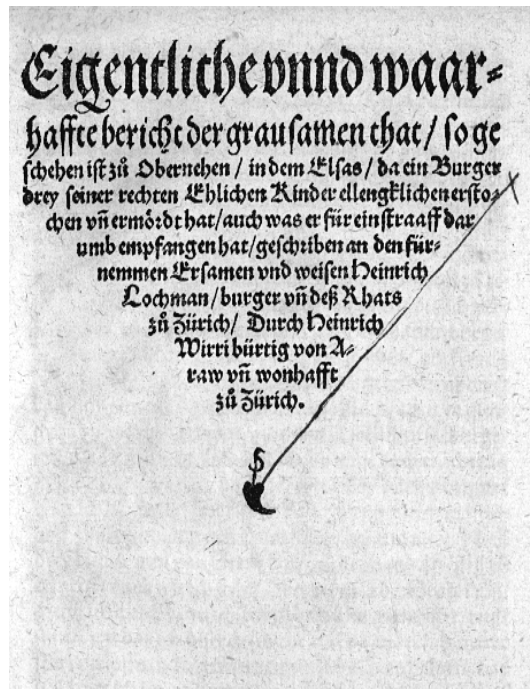 Eigentliche vnnd waar⸗
haffte bericht der grausamen that / so ge
schehen ist zů Obernehen / in dem Elsas / da ein Burger
drey seiner rechten Ehlichen Kinder ellengklichen ersto⸗
chen vñ ermördt hat / auch was er für ein straaff dar
umb empfangen hat / geschriben an den für⸗
nemmen Ersamen vnd weisen Heinrich
Lochman / burger vñ deß Rhats
zů Zürich / Durch Heinrich
Wirri bürtig von A⸗
raw vñ wonhafft
zů Zürich.